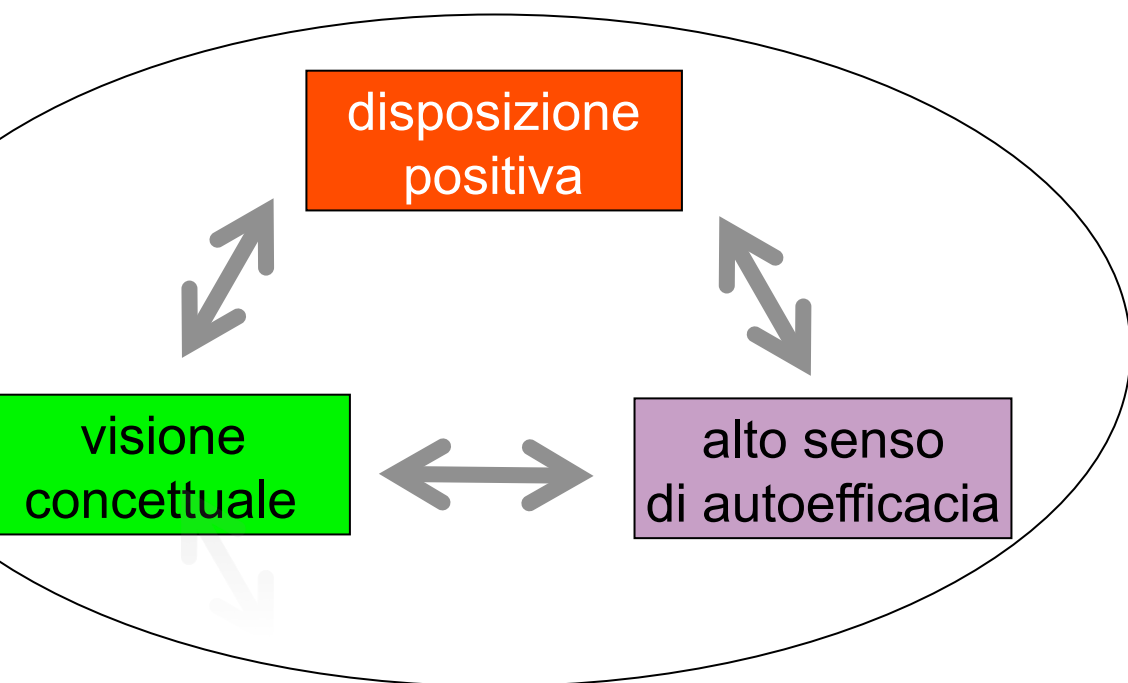 disposizione
positiva
visione
concettuale
alto senso
di autoefficacia